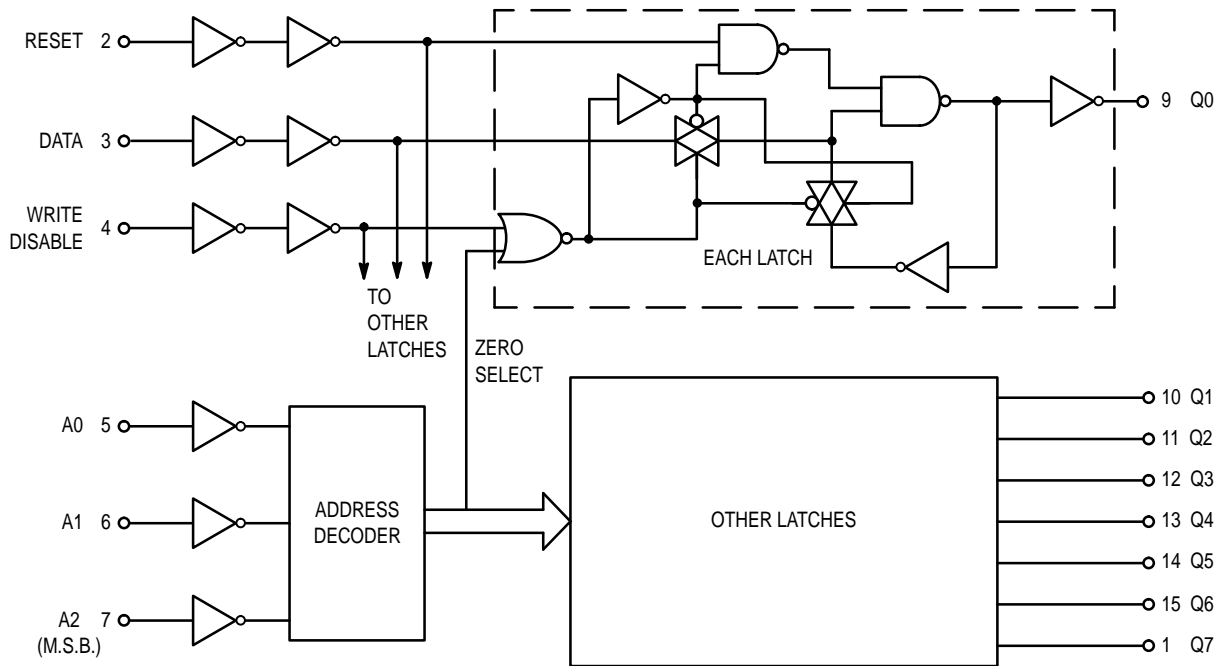 RESET 2
9 Q0
DATA 3
WRITE
DISABLE 4
EACH LATCH
TO
OTHER
LATCHES
ZERO
SELECT
A0 5
A1 6
A2 7
(M.S.B.)
ADDRESS
DECODER
OTHER LATCHES
10 Q1
11 Q2
12 Q3
13 Q4
14 Q5
15 Q6
1 Q7